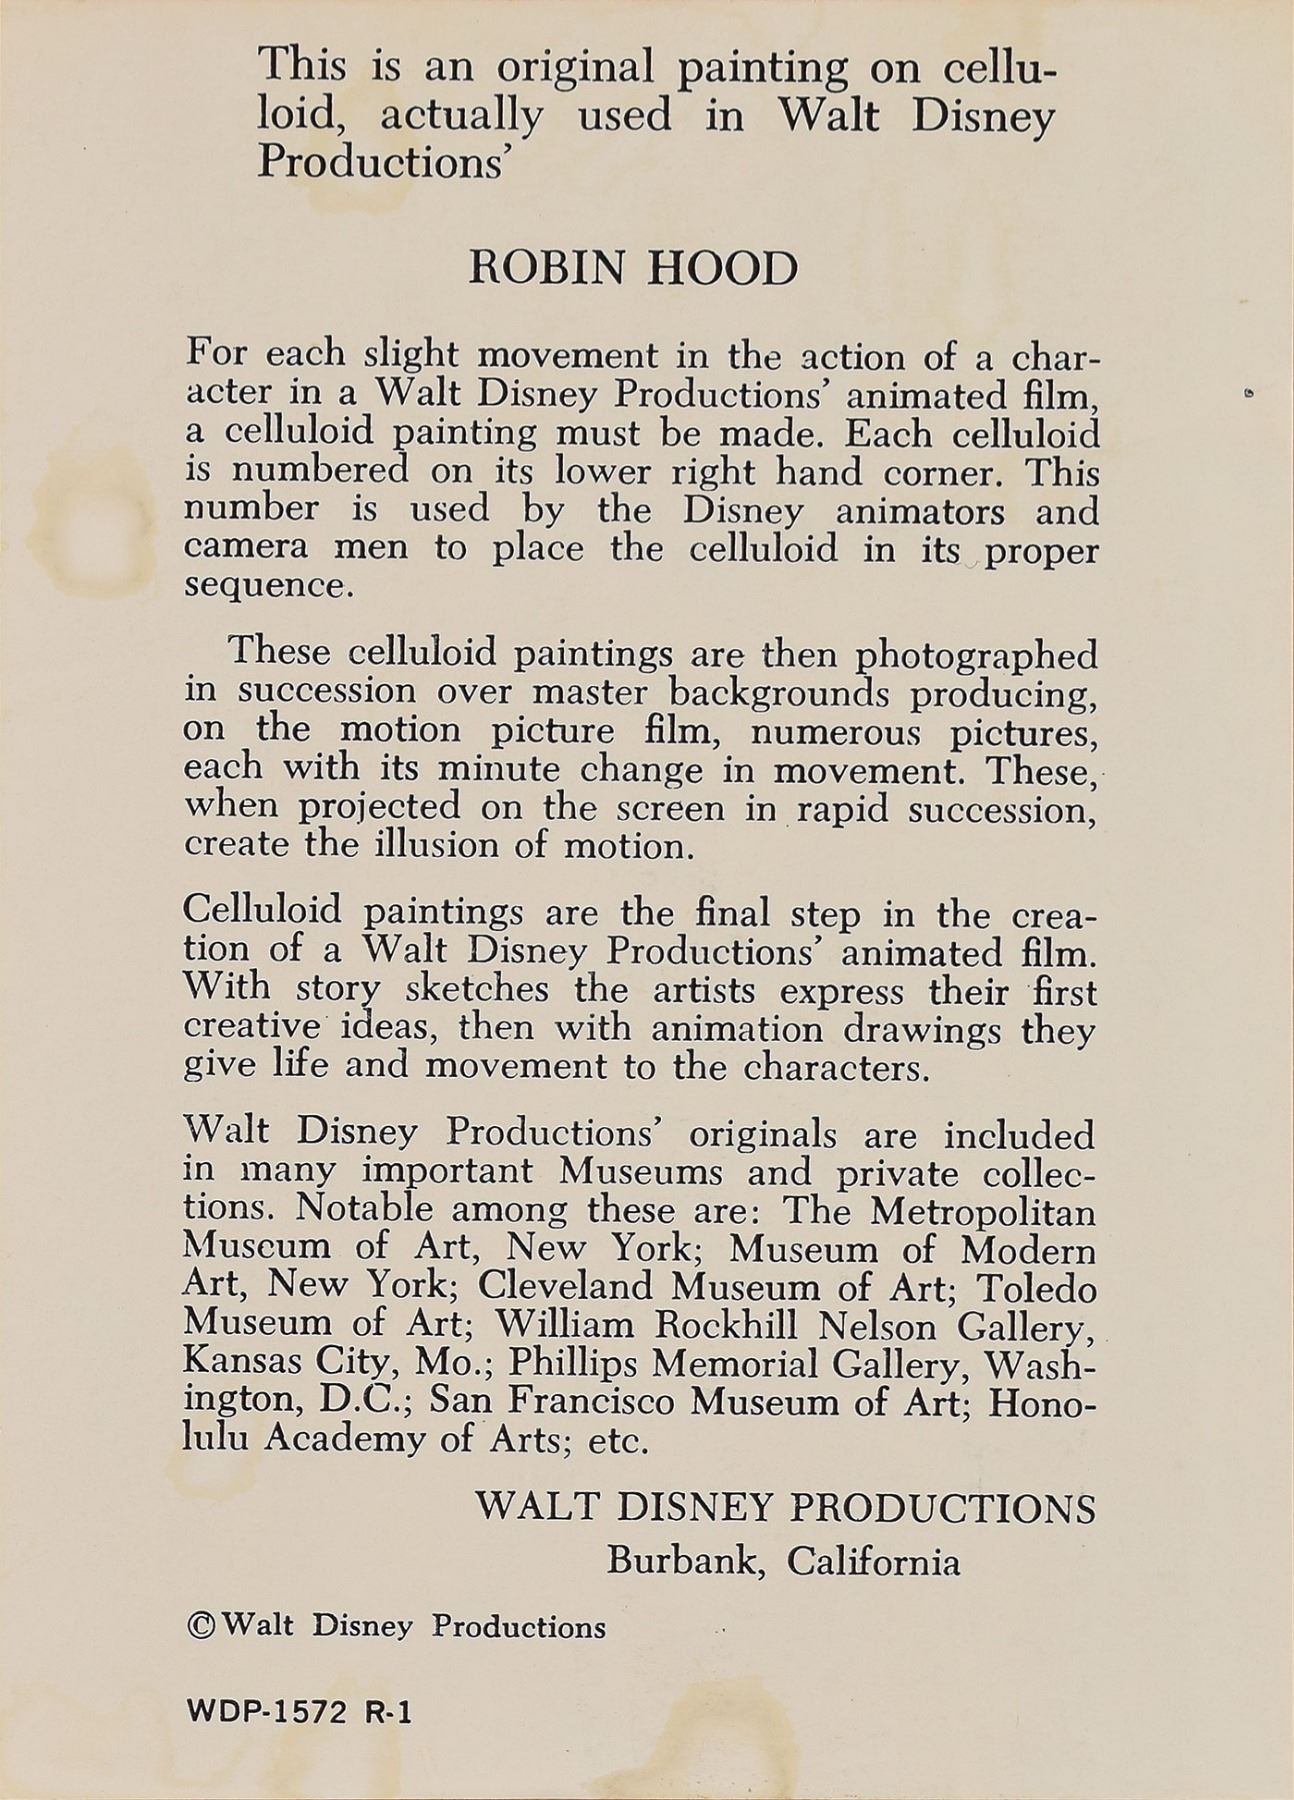 This is an original painting on cellu-
loid, actually used in Walt Disney
Productions’
ROBIN HOOD
For each slight movement in the action of a char-
acter in a Walt Disney Productions’ animated film,
a celluloid painting must be made. Each celluloid
is numbered on its lower right hand corner. This
number is used by the Disney animators and
camera men to place the celluloid in its proper
sequence.
These celluloid paintings are then photographed
in succession over master backgrounds producing,
on the motion picture film, numerous pictures,
each with its minute change in movement. These,
when projected on the screen in rapid succession,
create the illusion of motion.
Celluloid paintings are the final step in the crea-
tion of a Walt Disney Productions’ animated film.
With story sketches the artists express their first
creative ideas, then with animation drawings they
give life and movement to the characters.
Walt Disney Productions’ originals are included
in many important Museums and private collec-
tions. Notable among these are: The Metropolitan
Museum of Art, New York; Museum of Modern
Art, New York; Cleveland Museum of Art; Toledo
Museum of Art; William Rockhill Nelson Gallery,
Kansas City, Mo.; Phillips Memorial Gallery, Wash-
ington, D.C.; San Francisco Museum of Art; Hono-
lulu Academy of Arts; etc.
WALT DISNEY PRODUCTIONS
Burbank, California
©Walt Disney Productions
WDP-1572 R-1